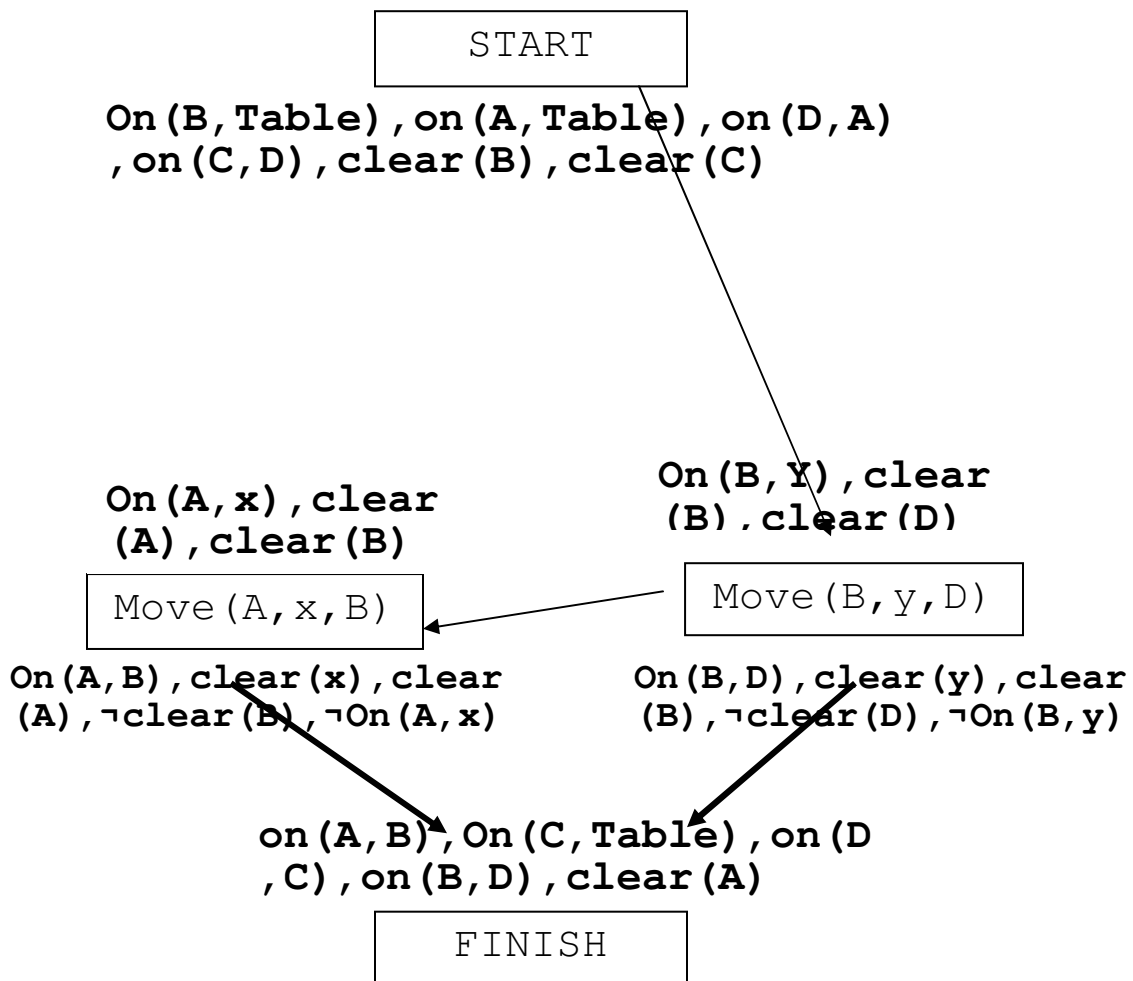 START
On(B,Table),on(A,Table),on(D,A)
,on(C,D),clear(B),clear(C)
On(A,x),clear
(A),clear(B)
On(B,Y),clear
(B),clear(D)
Move(A,x,B)
Move(B,y,D)
On(A,B),clear(x),clear
(A),¬clear(B),¬On(A,x)
On(B,D),clear(y),clear
(B),¬clear(D),¬On(B,y)
on(A,B),On(C,Table),on(D
,C),on(B,D),clear(A)
FINISH